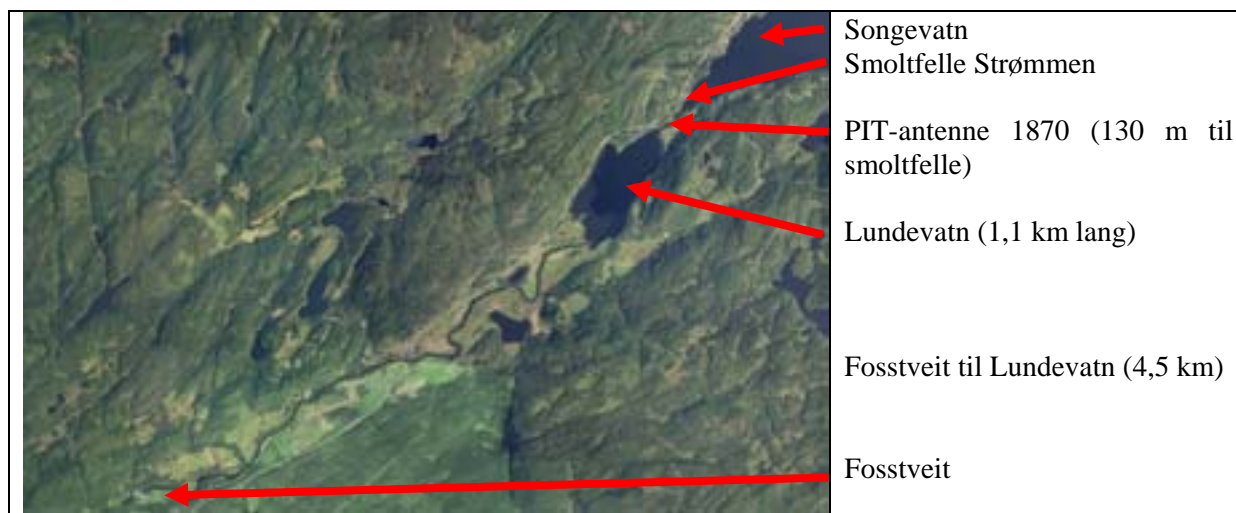 Songevatn
Smoltfelle Strømmen
PIT-antenne 1870 (130 m til
smoltfelle)
Lundevatn (1,1 km lang)
Fosstveit til Lundevatn (4,5 km)
Fosstveit